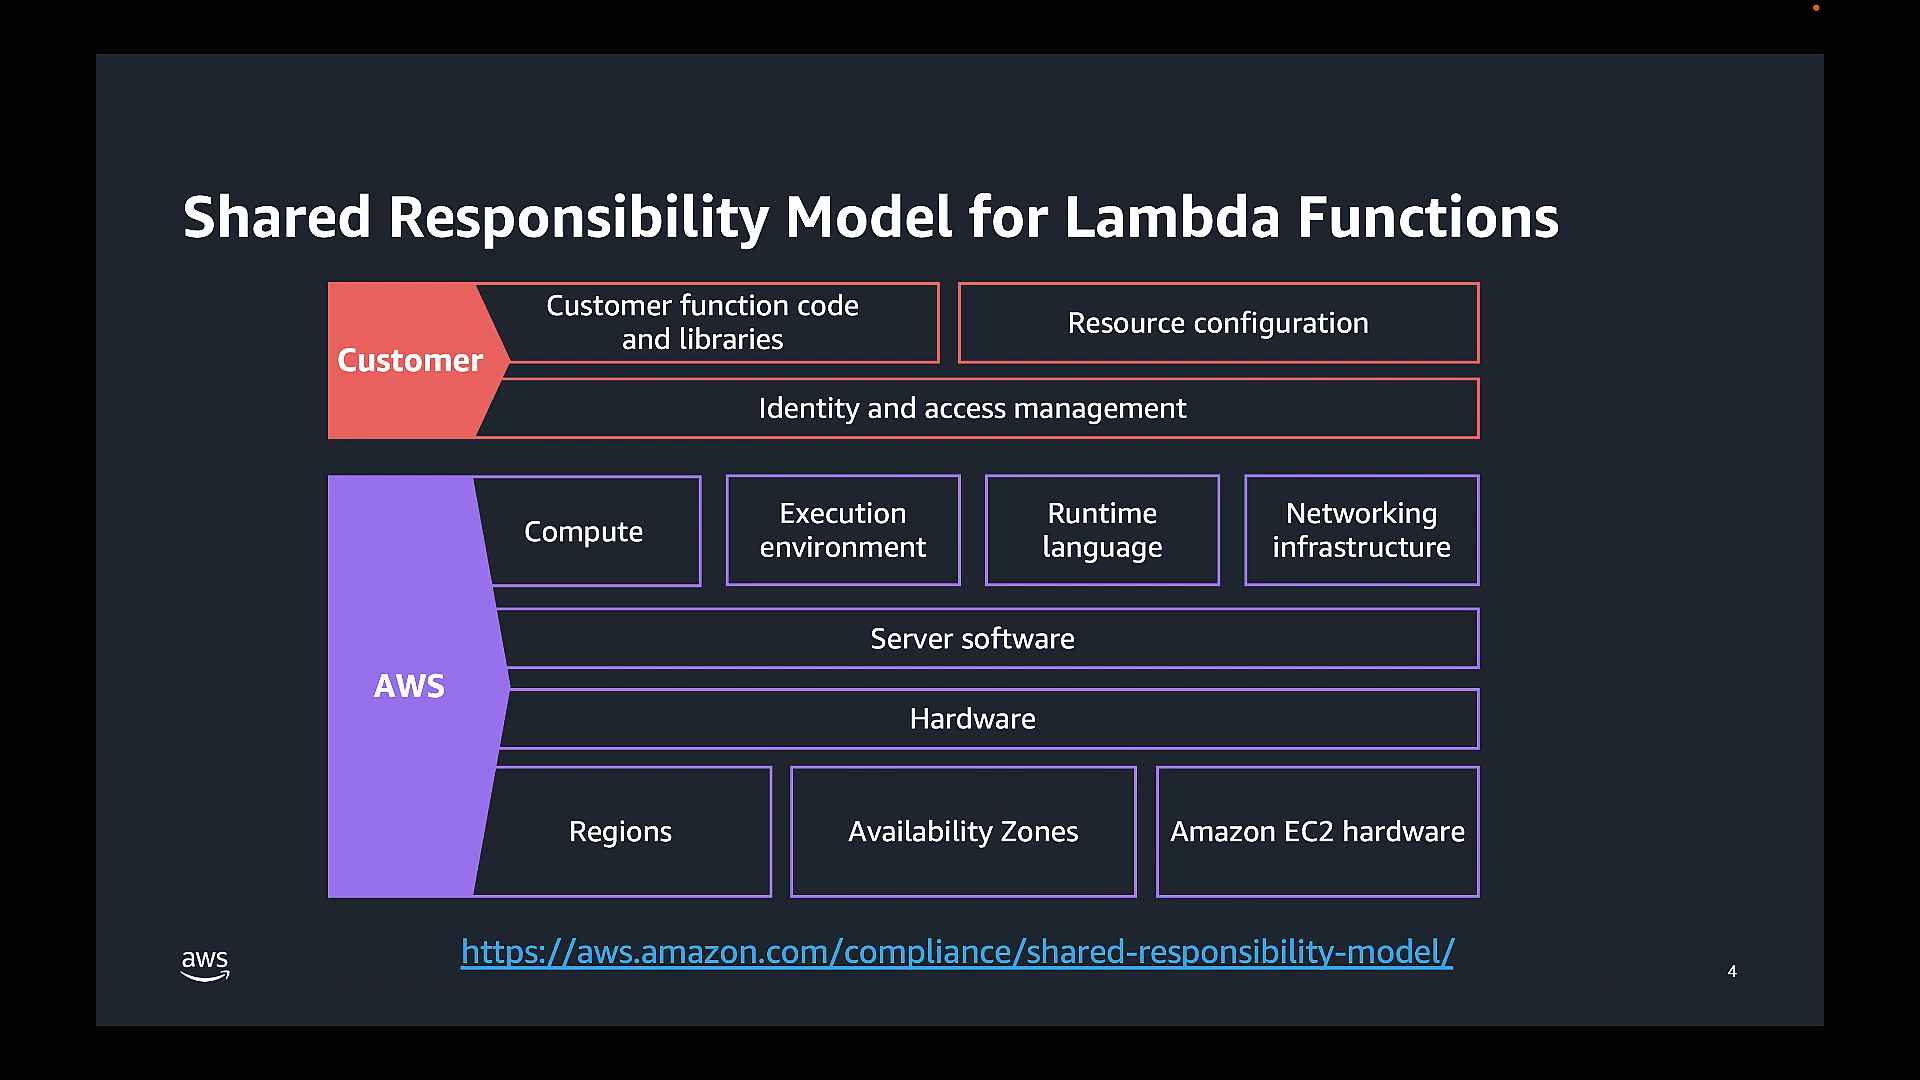 Shared Responsibility Model for Lambda Functions
Customer
Customer function code
and libraries
Resource configuration
Identity and access management
AWS
Compute
Execution
environment
Runtime
language
Networking
infrastructure
Server software
Hardware
Regions
Availability Zones
Amazon EC2 hardware
https://aws.amazon.com/compliance/shared-responsibility-model/
aws
4